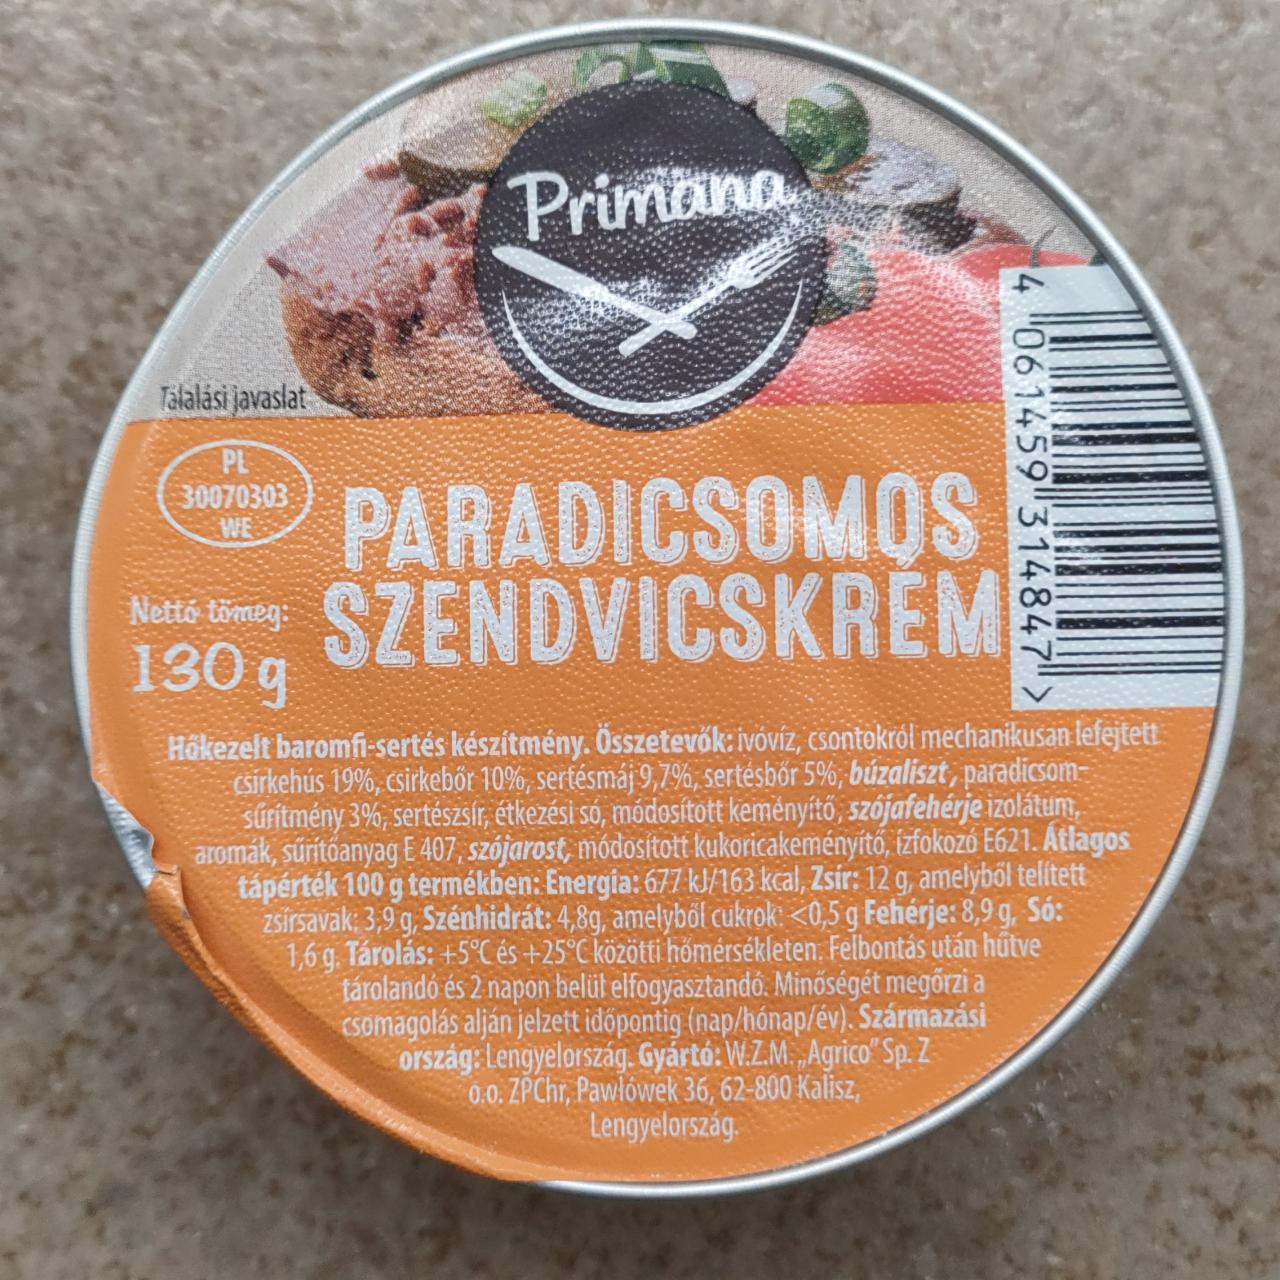 Primana
Tálalási javaslat
PL
30070303
WE
PARADICSOMOS
SZENDVICSKRÉM
Nettó tömeg:
130 g
4 061459 314847 >
Hőkezelt baromfi-sertés készítmény. Összetevők: ivóvíz, csontokról mechanikusan lefejtett
csirkehús 19%, csirkebőr 10%, sertésmáj 9,7%, sertésbőr 5%, búzaliszt, paradicsom-
sűrítmény 3%, sertészsír, étkezési só, módosított keményítő, szójafehérje izolátum,
aromák, sűrítőanyag E 407, szójarost, módosított kukoricakeményítő, ízfokozó E621. Átlagos
tápérték 100 g termékben: Energia: 677 kJ/163 kcal, Zsír: 12 g, amelyből telített
zsírsavak: 3,9 g, Szénhidrát: 4,8g, amelyből cukrok: <0,5 g Fehérje: 8,9 g, Só:
1,6 g. Tárolás: +5°C és +25°C közötti hőmérsékleten. Felbontás után hűtve
tárolandó és 2 napon belül elfogyasztandó. Minőségét megőrzi a
csomagolás alján jelzett időpontig (nap/hónap/év). Származási
ország: Lengyelország. Gyártó: W.Z.M. „Agrico" Sp. Z
o.o. ZPChr, Pawłówek 36, 62-800 Kalisz,
Lengyelország.